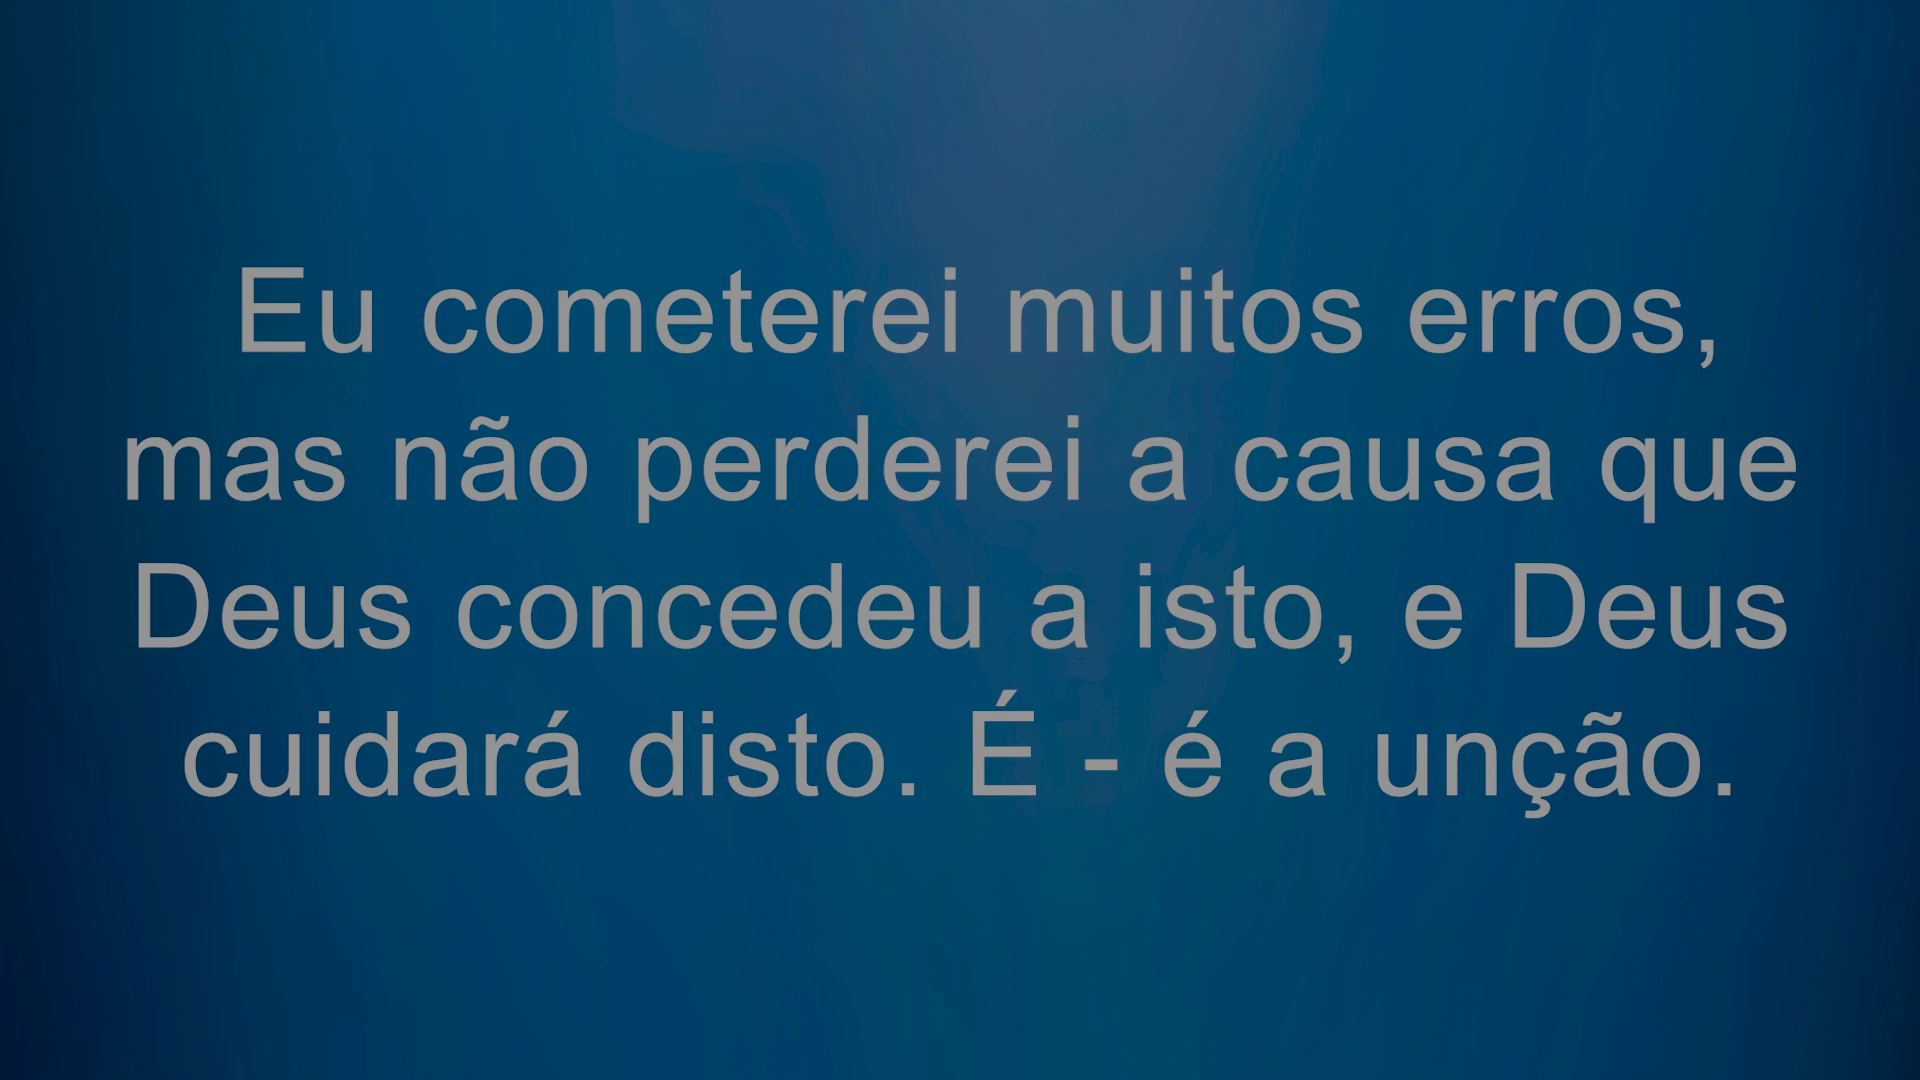 Eu cometerei muitos erros,
mas não perderei a causa que
Deus concedeu a isto, e Deus
cuidará disto. É - é a unção.